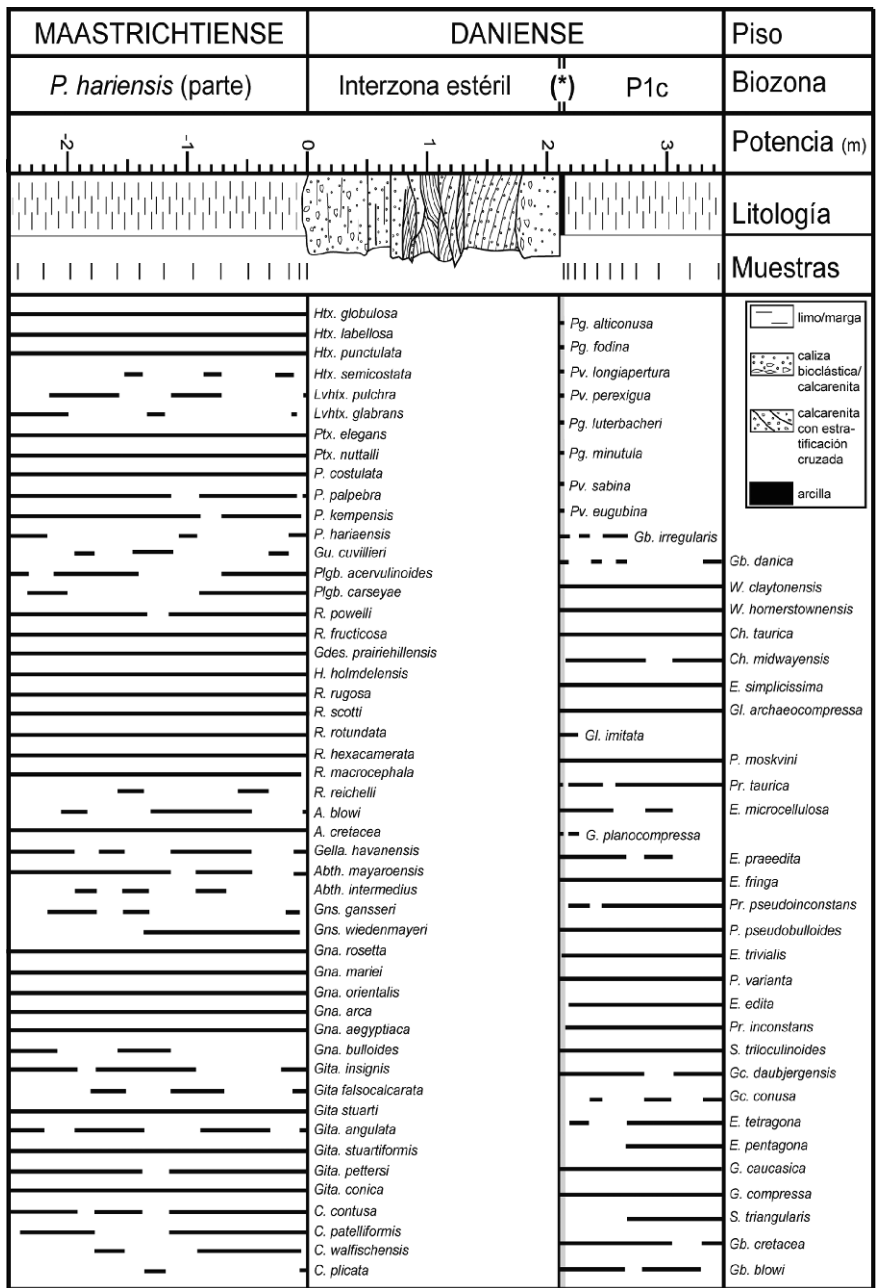 MAASTRICHTIENSE DANIENSE Piso
P. hariensis (parte) Interzona estéril (*) P1c Biozona
-2 -1 0 1 2 3 Potencia (m)
Litología
Muestras
Htx. globulosa
Htx. labellosa
Htx. punctulata
Htx. semicostata
Lvhtx. pulchra
Lvhtx. glabrans
Ptx. elegans
Ptx. nuttalli
P. costulata
P. palpebra
P. kempensis
P. hariaensis
Gu. cuvillieri
Plgb. acervulinoides
Plgb. carseyae
R. powelli
R. fructicosa
Gdes. prairiehillensis
H. holmdelensis
R. rugosa
R. scotti
R. rotundata
R. hexacamerata
R. macrocephala
R. reichelli
A. blowi
A. cretacea
Gella. havanensis
Abth. mayaroensis
Abth. intermedius
Gns. gansseri
Gns. wiedenmayeri
Gna. rosetta
Gna. mariei
Gna. orientalis
Gna. arca
Gna. aegyptiaca
Gna. bulloides
Gita. insignis
Gita falsocalcarata
Gita stuarti
Gita. angulata
Gita. stuartiformis
Gita. pettersi
Gita. conica
C. contusa
C. patelliformis
C. walfischensis
C. plicata
Pg. alticonusa
Pg. fodina
Pv. longiapertura
Pv. perexigua
Pg. luterbacheri
Pg. minutula
Pv. sabina
Pv. eugubina
Gb. irregularis
Gb. danica
W. claytonensis
W. hornerstownensis
Ch. taurica
Ch. midwayensis
E. simplicissima
Gl. archaeocompressa
Gl. imitata
P. moskvini
Pr. taurica
E. microcellulosa
G. planocompressa
E. praeedita
E. fringa
Pr. pseudoinconstans
P. pseudobulloides
E. trivialis
P. varianta
E. edita
Pr. inconstans
S. triloculinoides
Gc. daubjergensis
Gc. conusa
E. tetragona
E. pentagona
G. caucasica
G. compressa
S. triangularis
Gb. cretacea
Gb. blowi
limo/marga
caliza
bioclástica/
calcarenita
calcarenita
con estra-
tificación
cruzada
arcilla